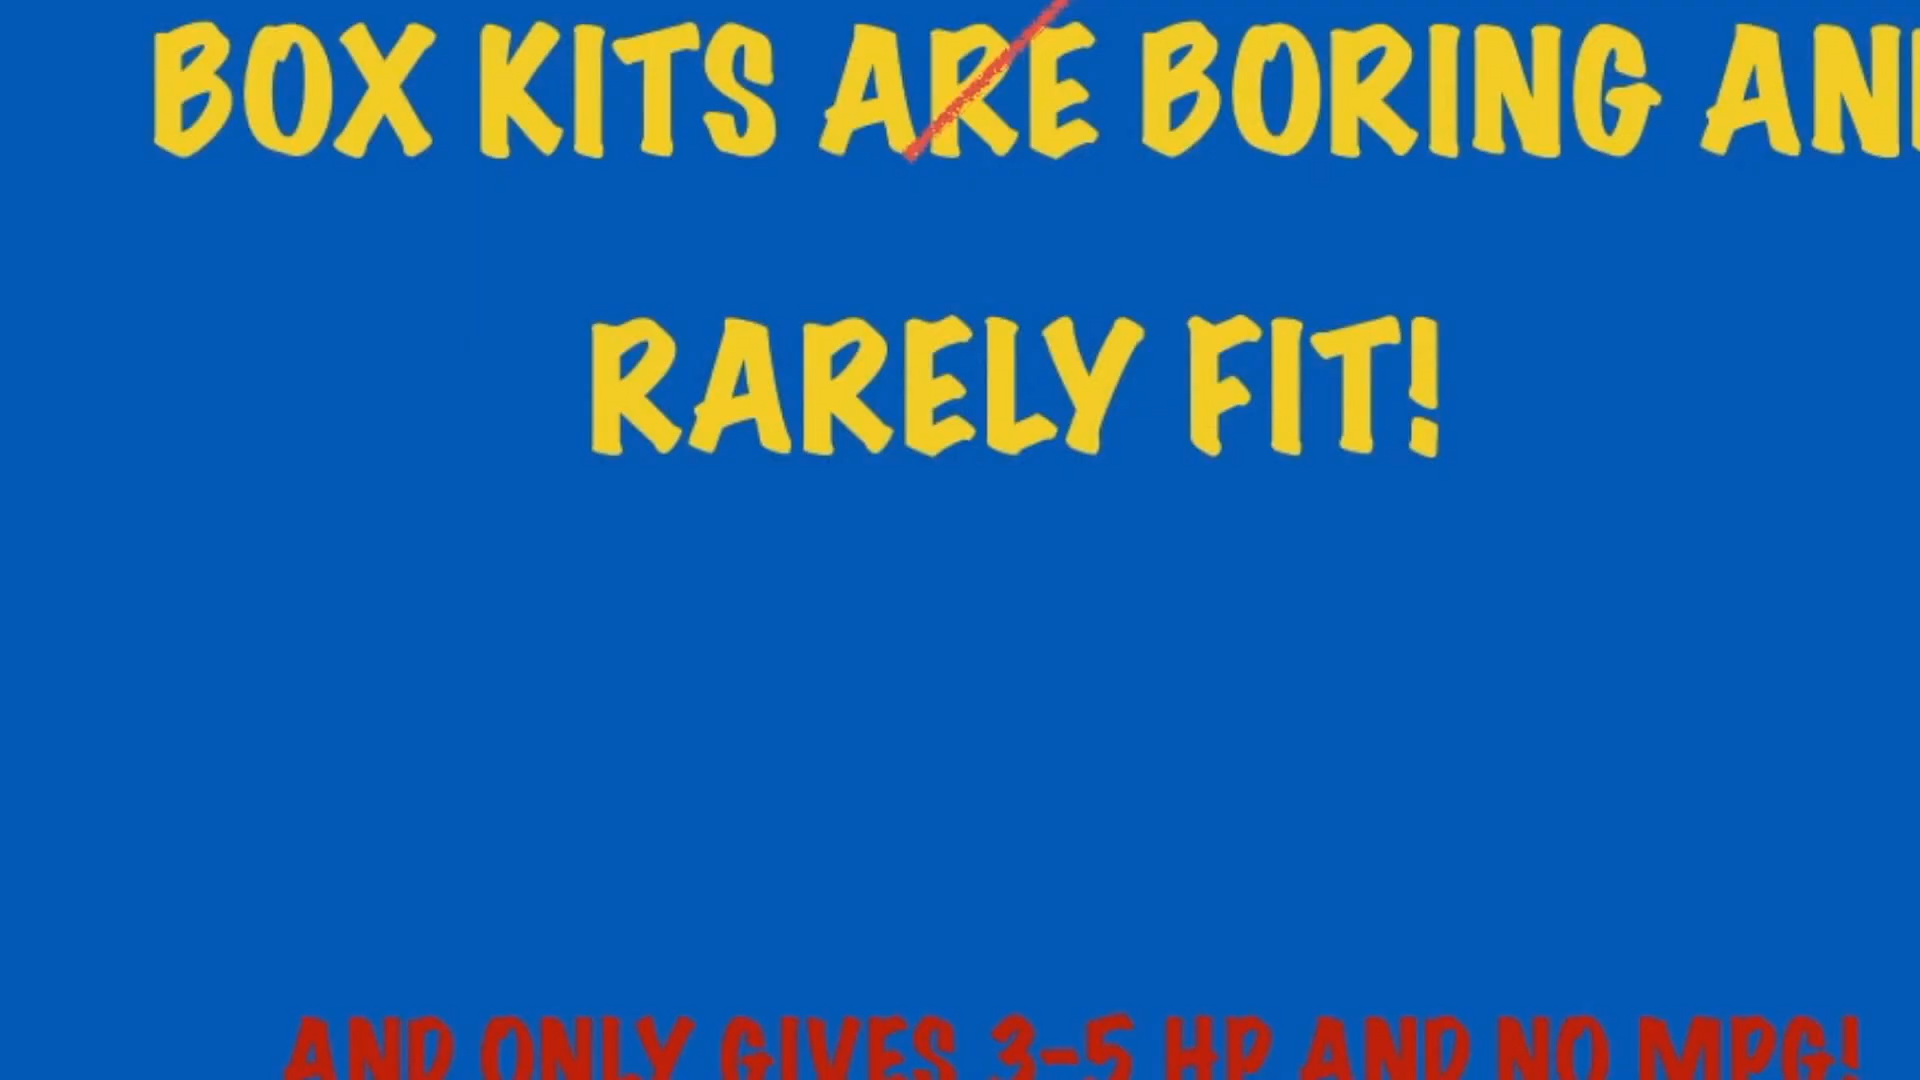 BOX KITS ARE BORING AN
RARELY FIT!
AND ONLY GIVES 3-5 HP AND NO MPG!